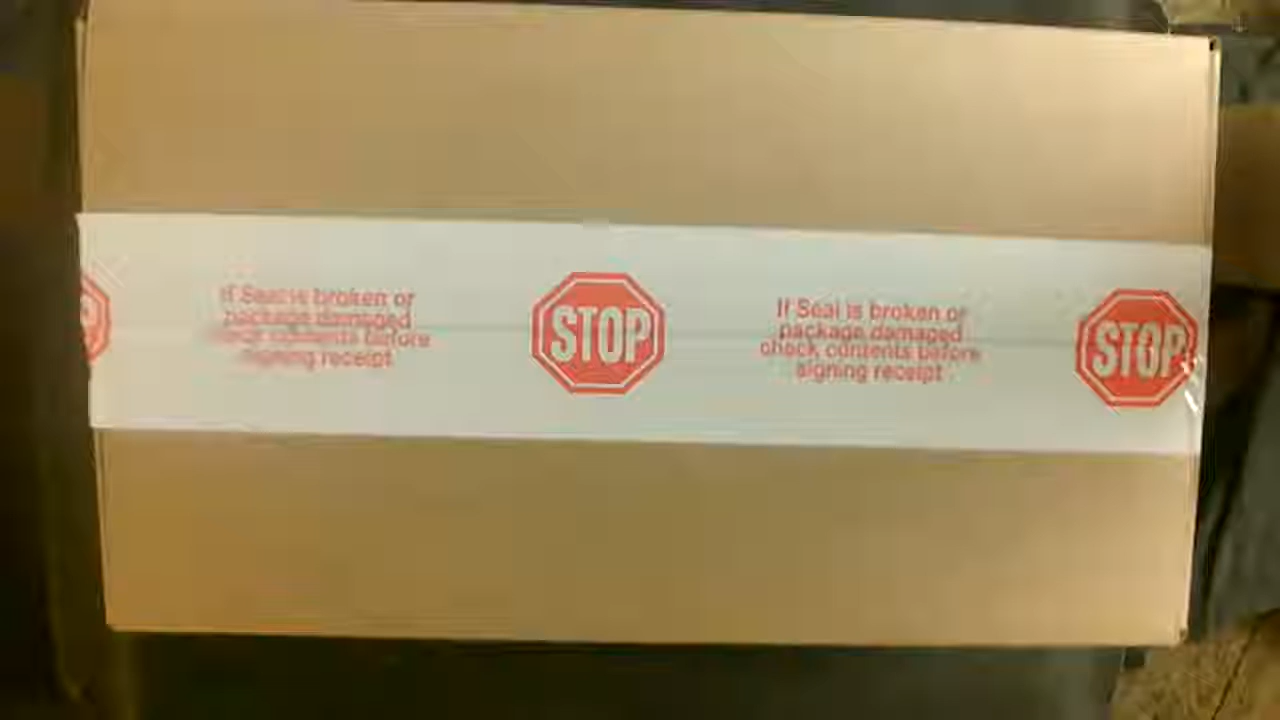 If Seal is broken or
package damaged
check contents before
signing receipt
STOP
If Seal is broken or
package damaged
check contents before
signing receipt
STOP